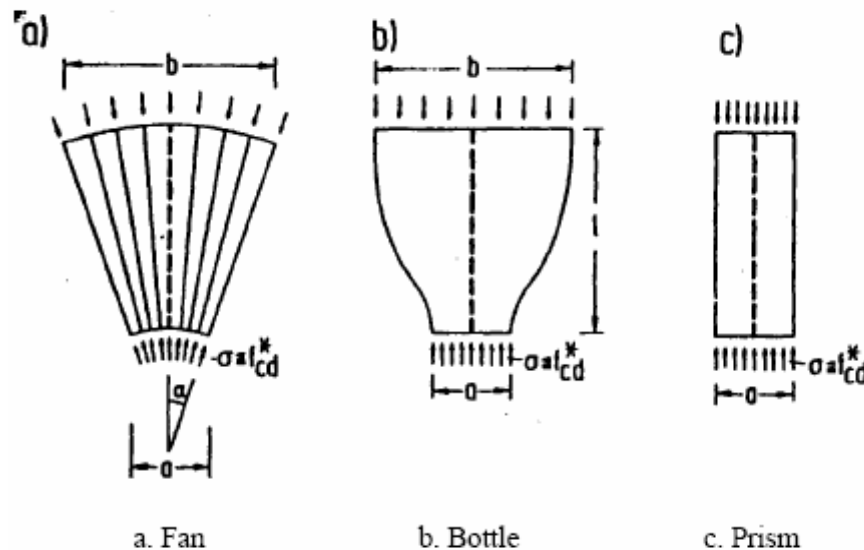 a)
b
σ a f*cd
α
a
b)
b
l
σ a f*cd
a
c)
σ a f*cd
a
a. Fan
b. Bottle
c. Prism